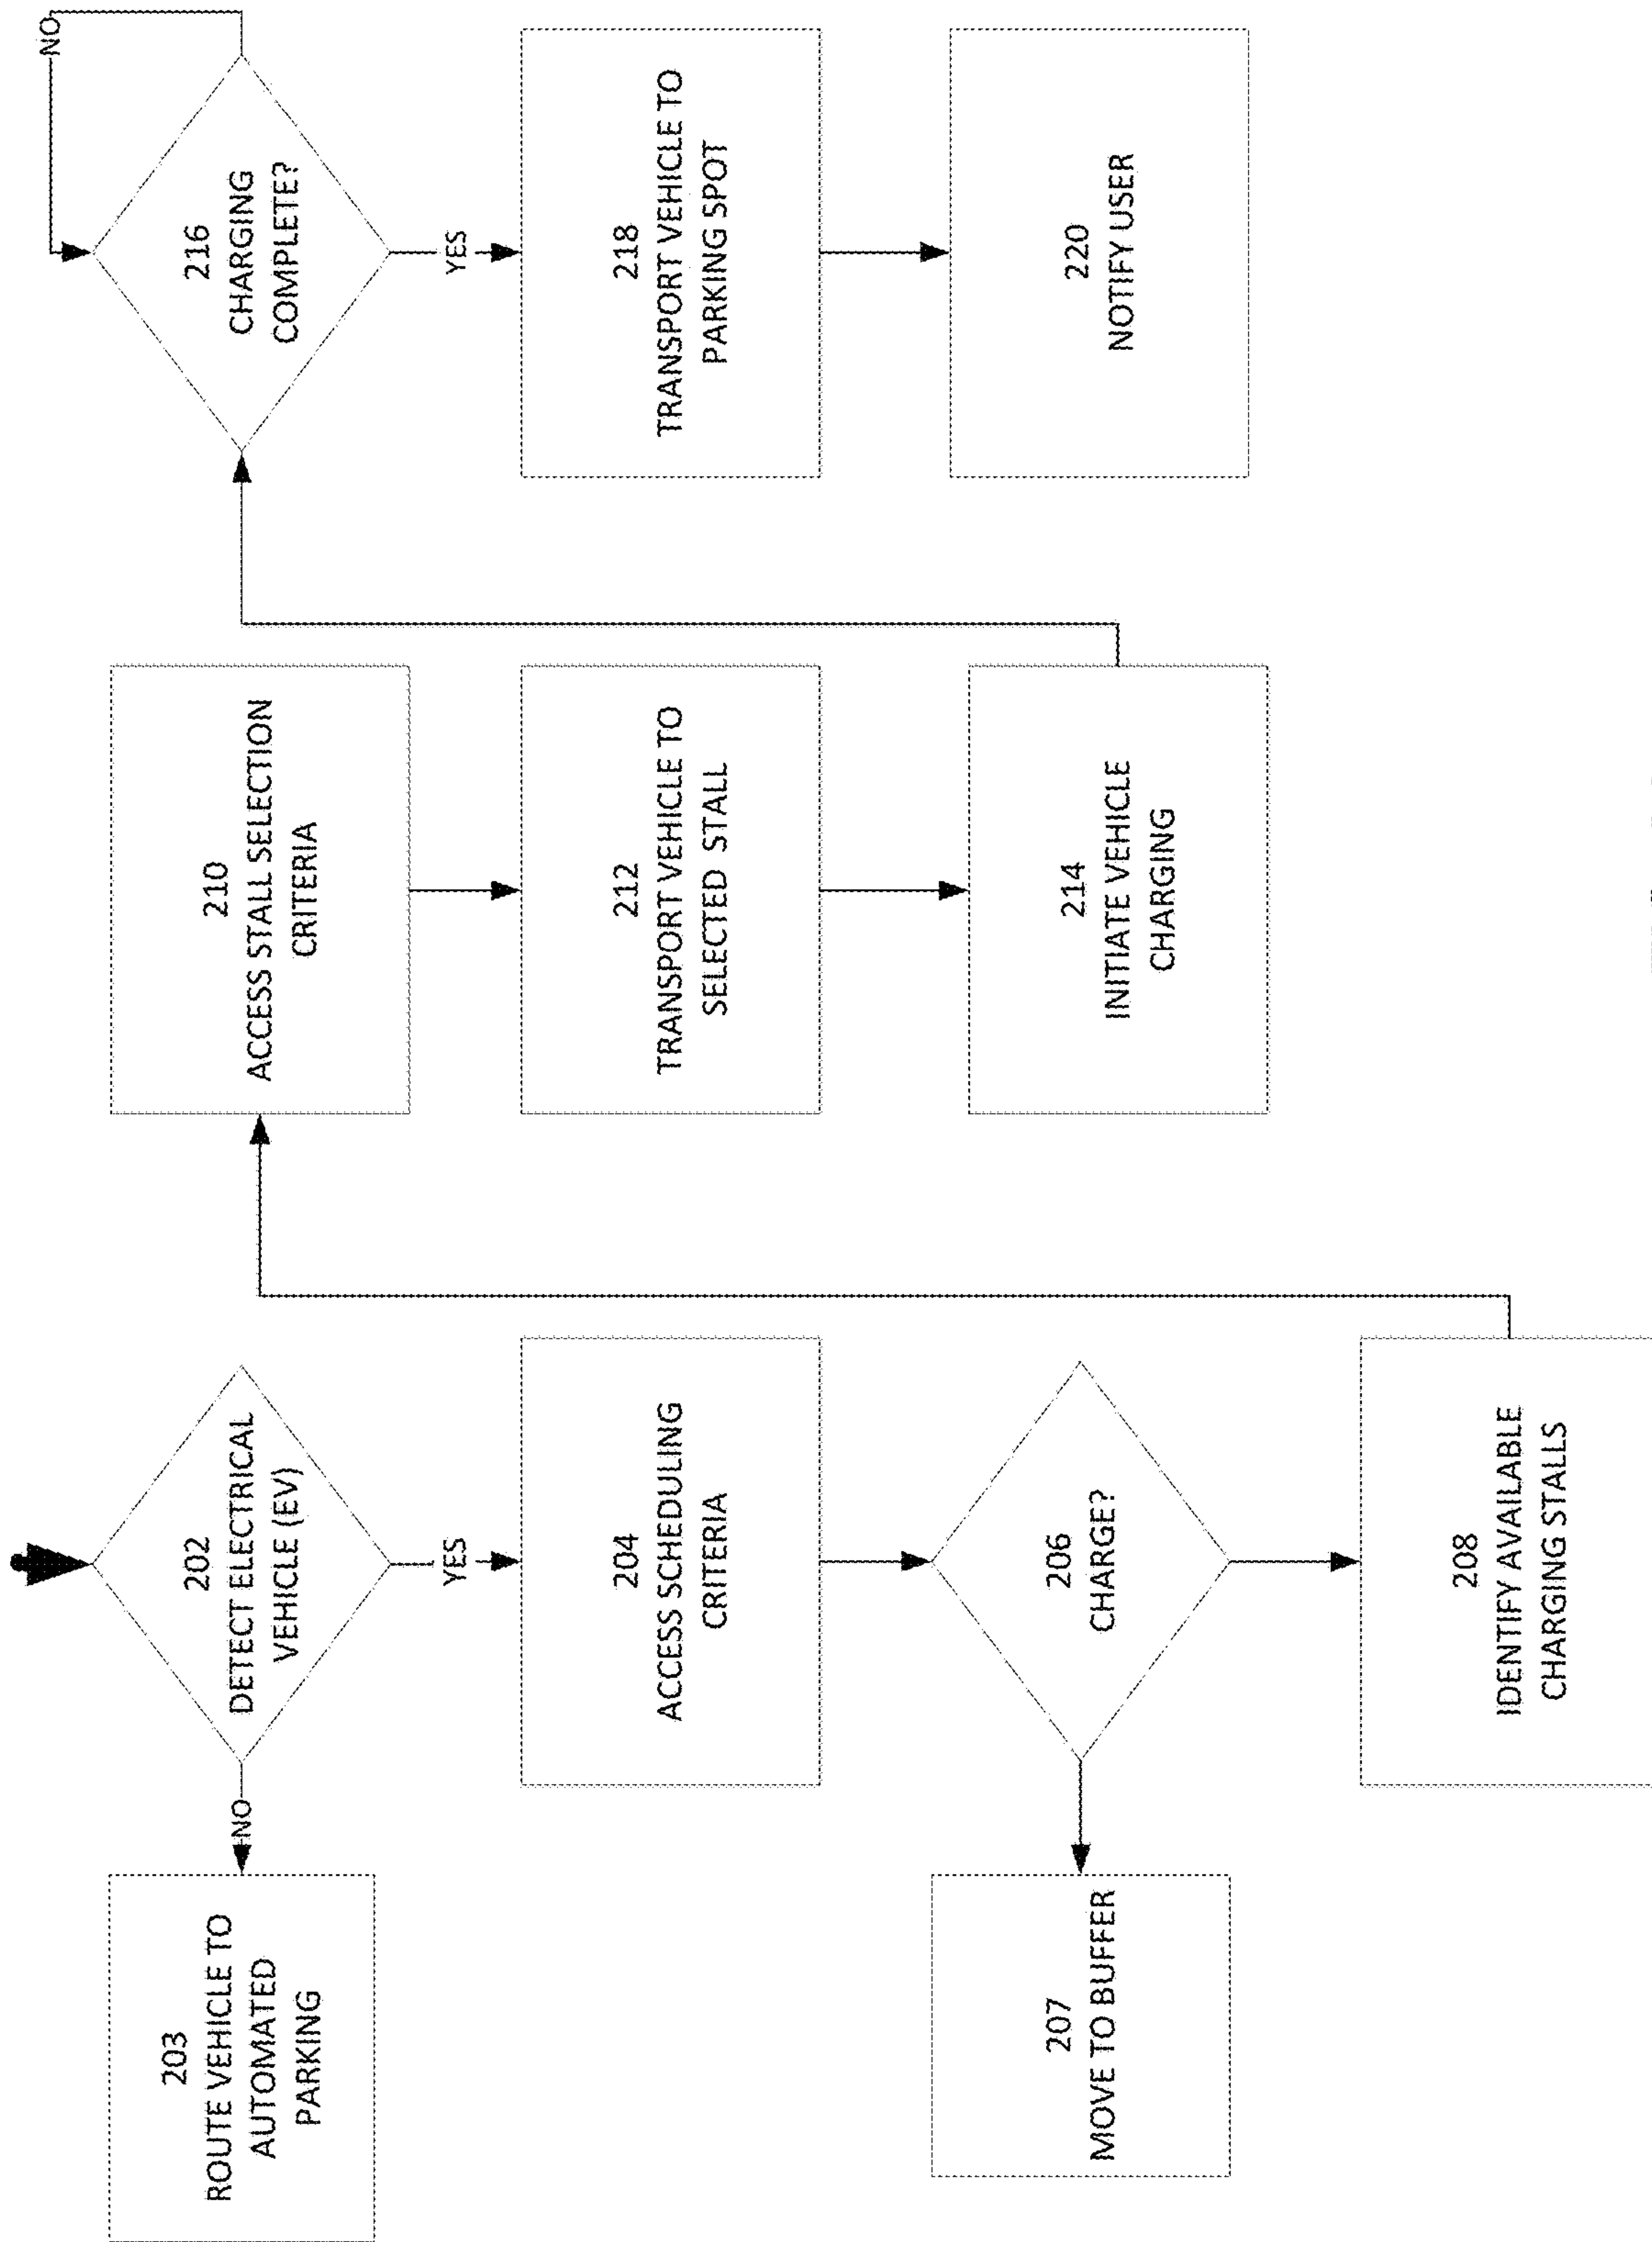 202
DETECT ELECTRICAL
VEHICLE (EV)
NO
203
ROUTE VEHICLE TO
AUTOMATED
PARKING
YES
204
ACCESS SCHEDULING
CRITERIA
206
CHARGE?
207
MOVE TO BUFFER
208
IDENTIFY AVAILABLE
CHARGING STALLS
210
ACCESS STALL SELECTION
CRITERIA
212
TRANSPORT VEHICLE TO
SELECTED STALL
214
INITIATE VEHICLE
CHARGING
216
CHARGING
COMPLETE?
NO
YES
218
TRANSPORT VEHICLE TO
PARKING SPOT
220
NOTIFY USER